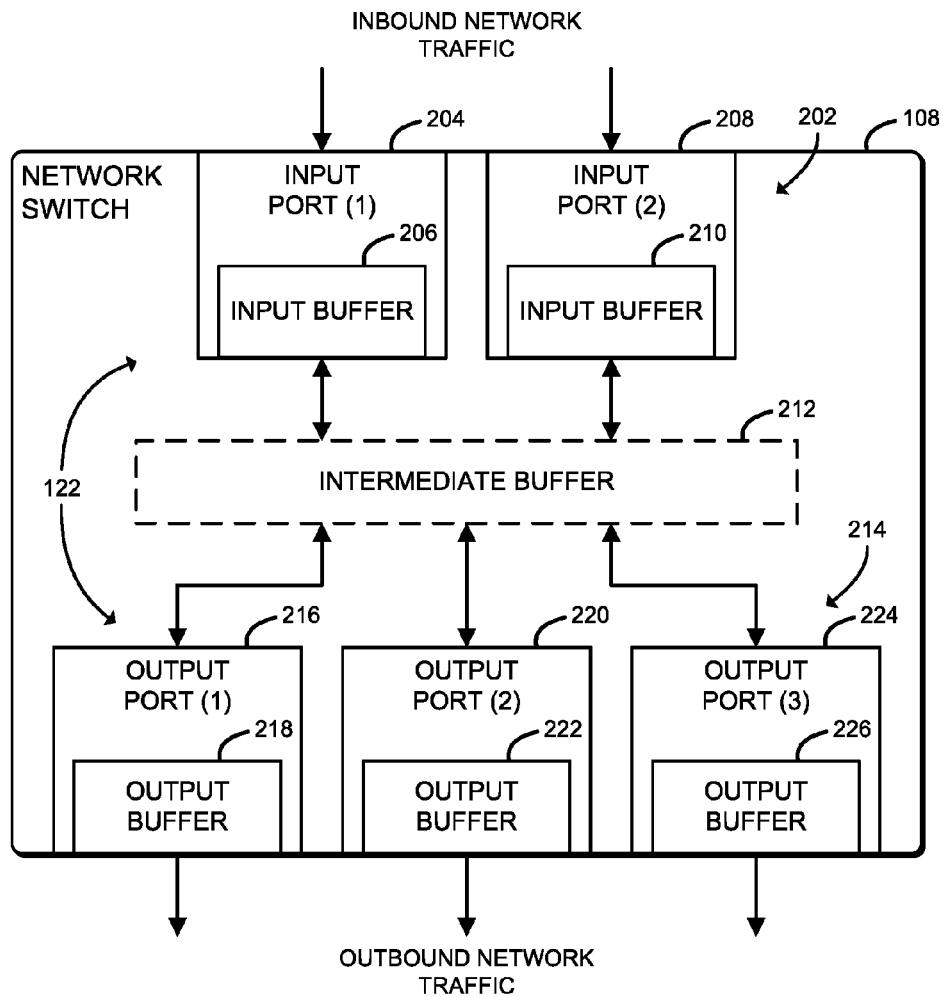 INBOUND NETWORK
TRAFFIC
204
208
202
108
NETWORK
SWITCH
INPUT
PORT (1)
INPUT
PORT (2)
206
210
INPUT BUFFER
INPUT BUFFER
212
INTERMEDIATE BUFFER
122
214
216
220
224
OUTPUT
PORT (1)
OUTPUT
PORT (2)
OUTPUT
PORT (3)
218
222
226
OUTPUT
BUFFER
OUTPUT
BUFFER
OUTPUT
BUFFER
OUTBOUND NETWORK
TRAFFIC